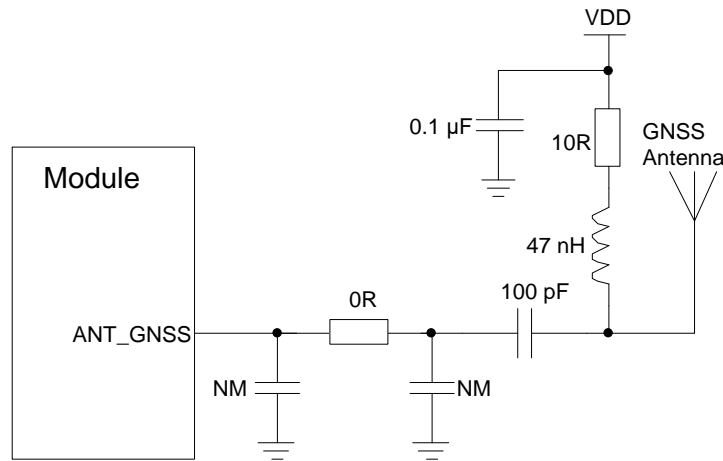 VDD
0.1 µF
10R
GNSS
Antenna
Module
47 nH
100 pF
0R
ANT_GNSS
NM
NM